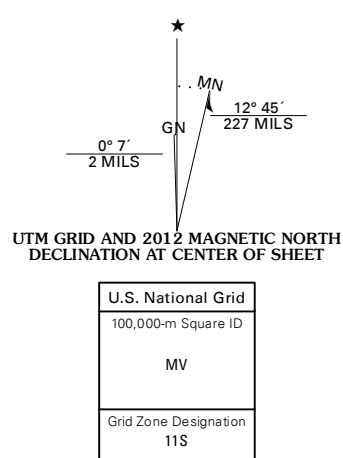 ★
MN
GN
12° 45´
227 MILS
0° 7´
2 MILS
UTM GRID AND 2012 MAGNETIC NORTH
DECLINATION AT CENTER OF SHEET
U.S. National Grid
100,000-m Square ID
MV
Grid Zone Designation
11S